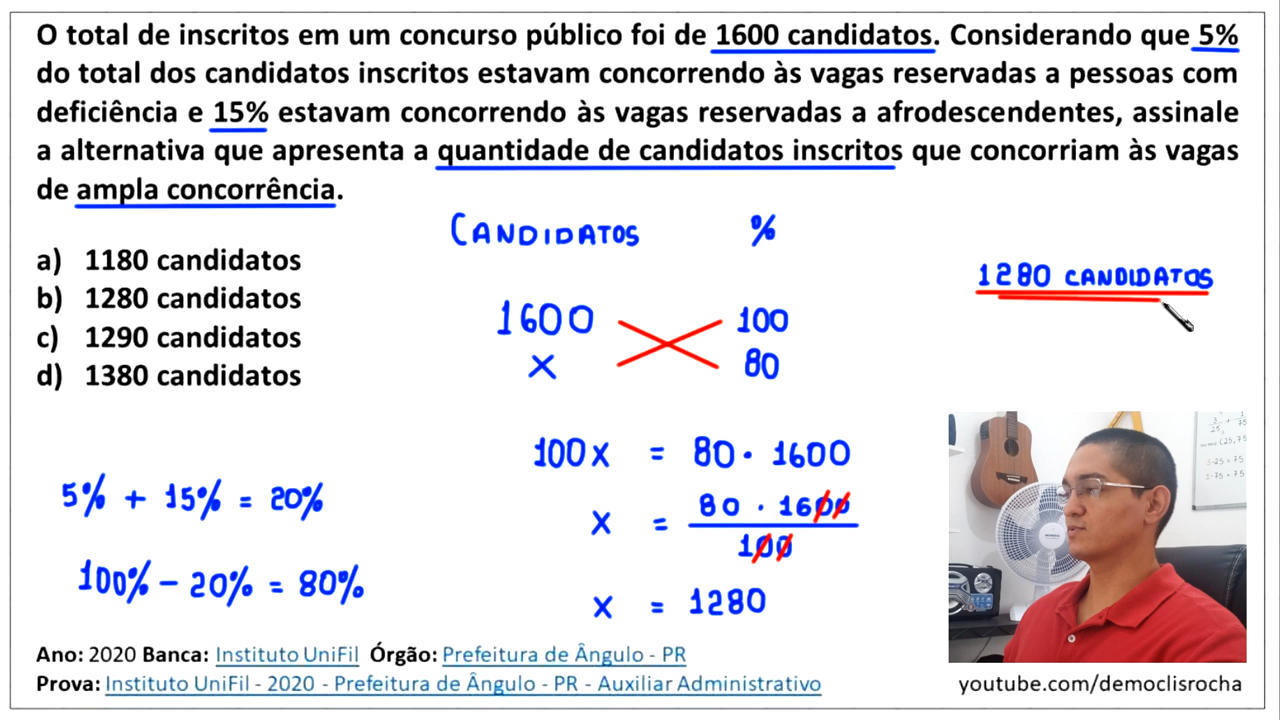 O total de inscritos em um concurso público foi de 1600 candidatos. Considerando que 5%
do total dos candidatos inscritos estavam concorrendo às vagas reservadas a pessoas com
deficiência e 15% estavam concorrendo às vagas reservadas a afrodescendentes, assinale
a alternativa que apresenta a quantidade de candidatos inscritos que concorriam às vagas
de ampla concorrência.
CANDIDATOS %
a) 1180 candidatos
b) 1280 candidatos
c) 1290 candidatos
d) 1380 candidatos
1600 100
x 80
1280 CANDIDATOS
100x = 80 · 1600
x = 80 · 1600
100
x = 1280
5% + 15% = 20%
100% - 20% = 80%
Ano: 2020 Banca: Instituto UniFil Órgão: Prefeitura de Ângulo - PR
Prova: Instituto UniFil - 2020 - Prefeitura de Ângulo - PR - Auxiliar Administrativo
youtube.com/democlisrocha